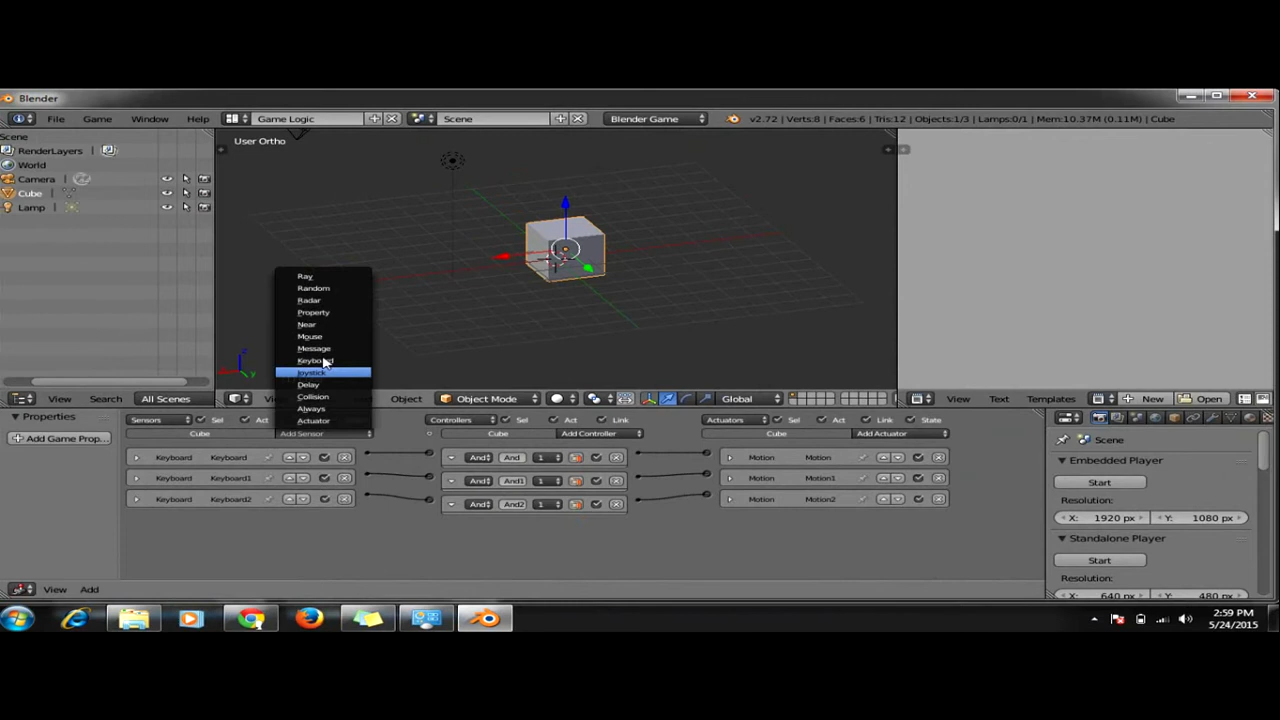 Blender
File Game Window Help Game Logic Scene Blender Game v2.72 | Verts:8 | Faces:6 | Tris:12 | Objects:1/3 | Lamps:0/1 | Mem:10.37M (0.11M) | Cube
Scene
RenderLayers
World
Camera
Cube
Lamp
User Ortho
Ray
Random
Radar
Property
Near
Mouse
Message
Keyboard
Joystick
Delay
Collision
Always
Actuator
View Search All Scenes
Object Object Mode Global
View Text Templates New Open
Properties
Add Game Prop...
Sensors Sel Act
Cube Add Sensor
Keyboard Keyboard
Keyboard Keyboard1
Keyboard Keyboard2
Controllers Sel Act Link
Cube Add Controller
And And 1
And And1 1
And And2 1
Actuators Sel Act Link State
Cube Add Actuator
Motion Motion
Motion Motion1
Motion Motion2
Scene
Embedded Player
Start
Resolution:
X: 1920 px Y: 1080 px
Standalone Player
Start
Resolution:
X: 640 px Y: 480 px
View Add
2:59 PM
5/24/2015